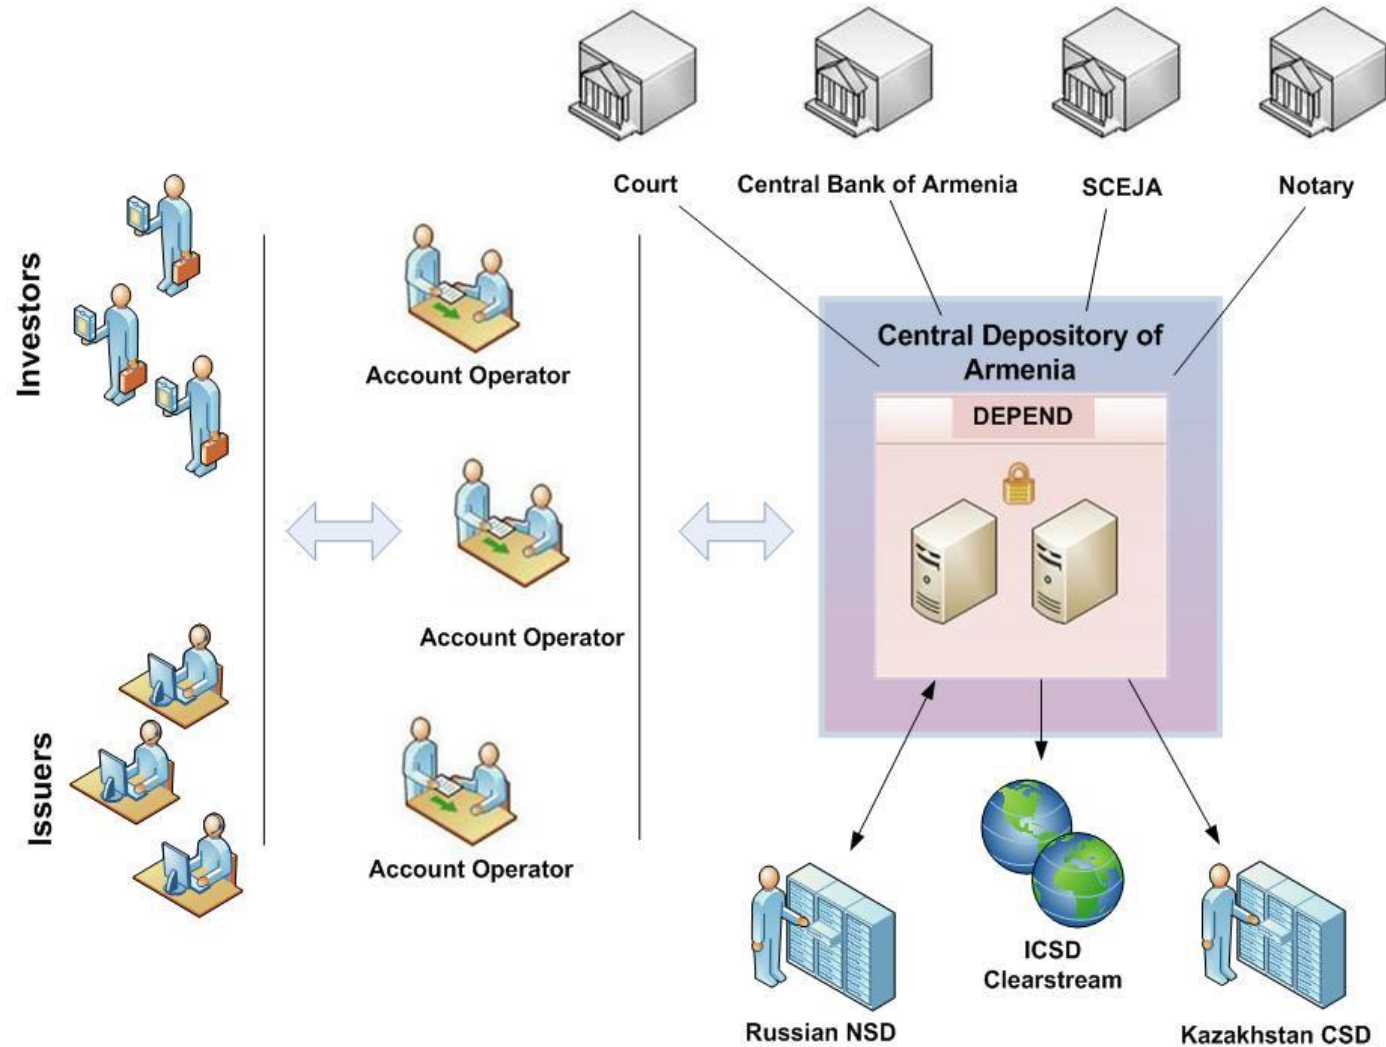 Court
Central Bank of Armenia
SCEJA
Notary
Investors
Account Operator
Central Depository of
Armenia
DEPEND
Account Operator
Issuers
Account Operator
ICSD
Clearstream
Russian NSD
Kazakhstan CSD